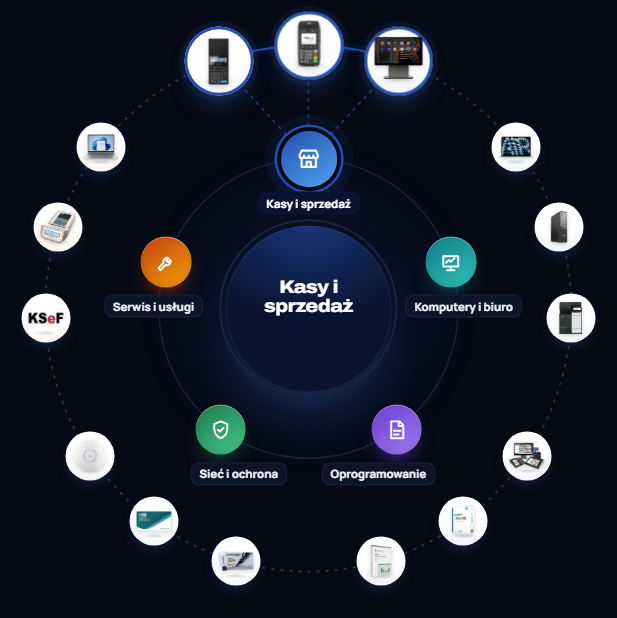 Kasy i sprzedaż
Kasy i
sprzedaż
Serwis i usługi
Komputery i biuro
KSeF
Sieć i ochrona
Oprogramowanie